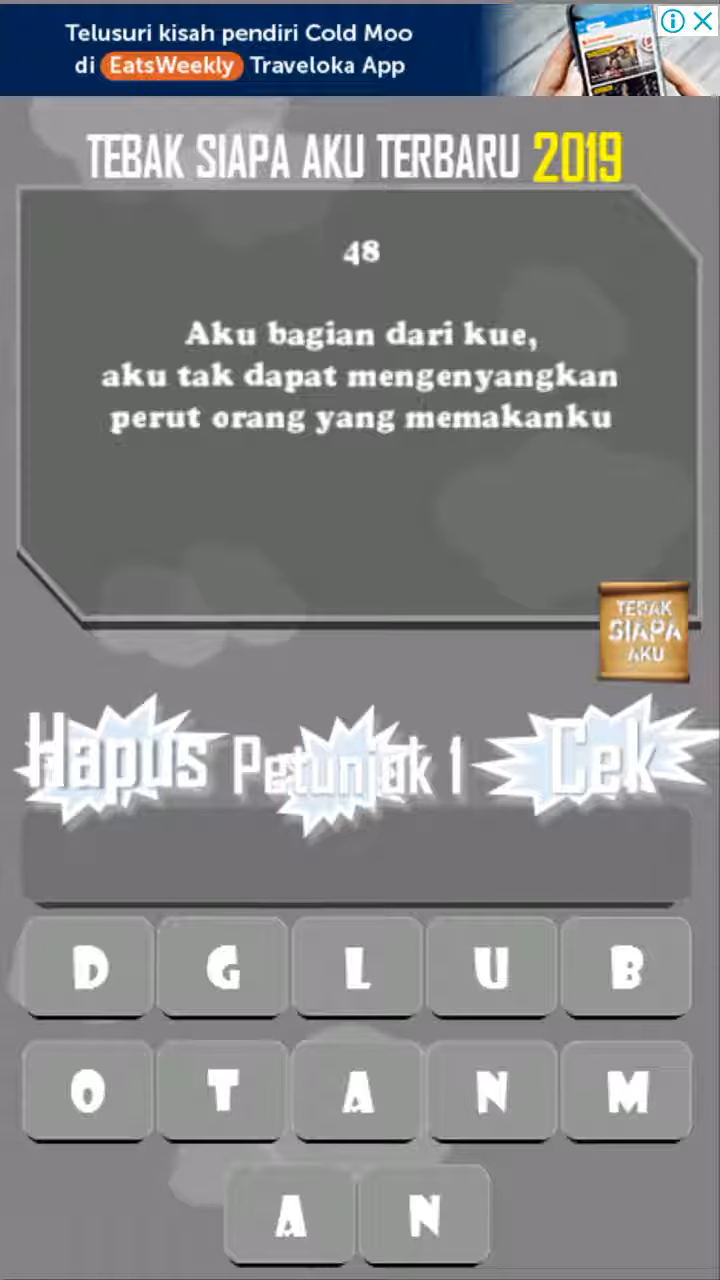 Telusuri kisah pendiri Cold Moo
di EatsWeekly Traveloka App
TEBAK SIAPA AKU TERBARU 2019
48
Aku bagian dari kue,
aku tak dapat mengenyangkan
perut orang yang memakanku
TEBAK
SIAPA
AKU
Hapus Petunjuk 1 Cek
D G L U B
O T A N M
A N